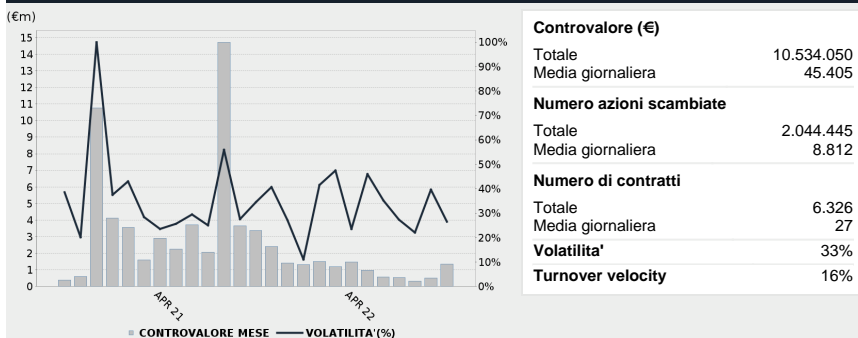 (€m)
15
14
13
12
11
10
9
8
7
6
5
4
3
2
1
0
100%
90%
80%
70%
60%
50%
40%
30%
20%
10%
0%
APR 21
APR 22
CONTROVALORE MESE VOLATILITA'(%)
Controvalore (€)
Totale 10.534.050
Media giornaliera 45.405
Numero azioni scambiate
Totale 2.044.445
Media giornaliera 8.812
Numero di contratti
Totale 6.326
Media giornaliera 27
Volatilita' 33%
Turnover velocity 16%